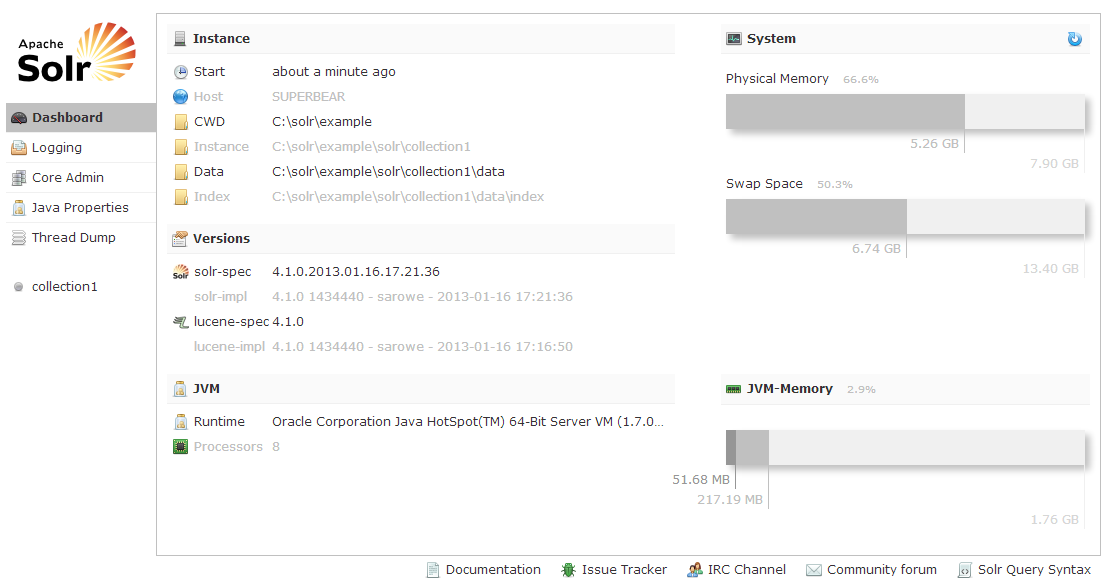 Apache
Solr
Dashboard
Logging
Core Admin
Java Properties
Thread Dump
collection1
Instance
Start about a minute ago
Host SUPERBEAR
CWD C:\solr\example
Instance C:\solr\example\solr\collection1
Data C:\solr\example\solr\collection1\data
Index C:\solr\example\solr\collection1\data\index
Versions
solr-spec 4.1.0.2013.01.16.17.21.36
solr-impl 4.1.0 1434440 - sarowe - 2013-01-16 17:21:36
lucene-spec 4.1.0
lucene-impl 4.1.0 1434440 - sarowe - 2013-01-16 17:16:50
JVM
Runtime Oracle Corporation Java HotSpot(TM) 64-Bit Server VM (1.7.0...
Processors 8
System
Physical Memory 66.6%
5.26 GB
7.90 GB
Swap Space 50.3%
6.74 GB
13.40 GB
JVM-Memory 2.9%
51.68 MB
217.19 MB
1.76 GB
Documentation Issue Tracker IRC Channel Community forum Solr Query Syntax